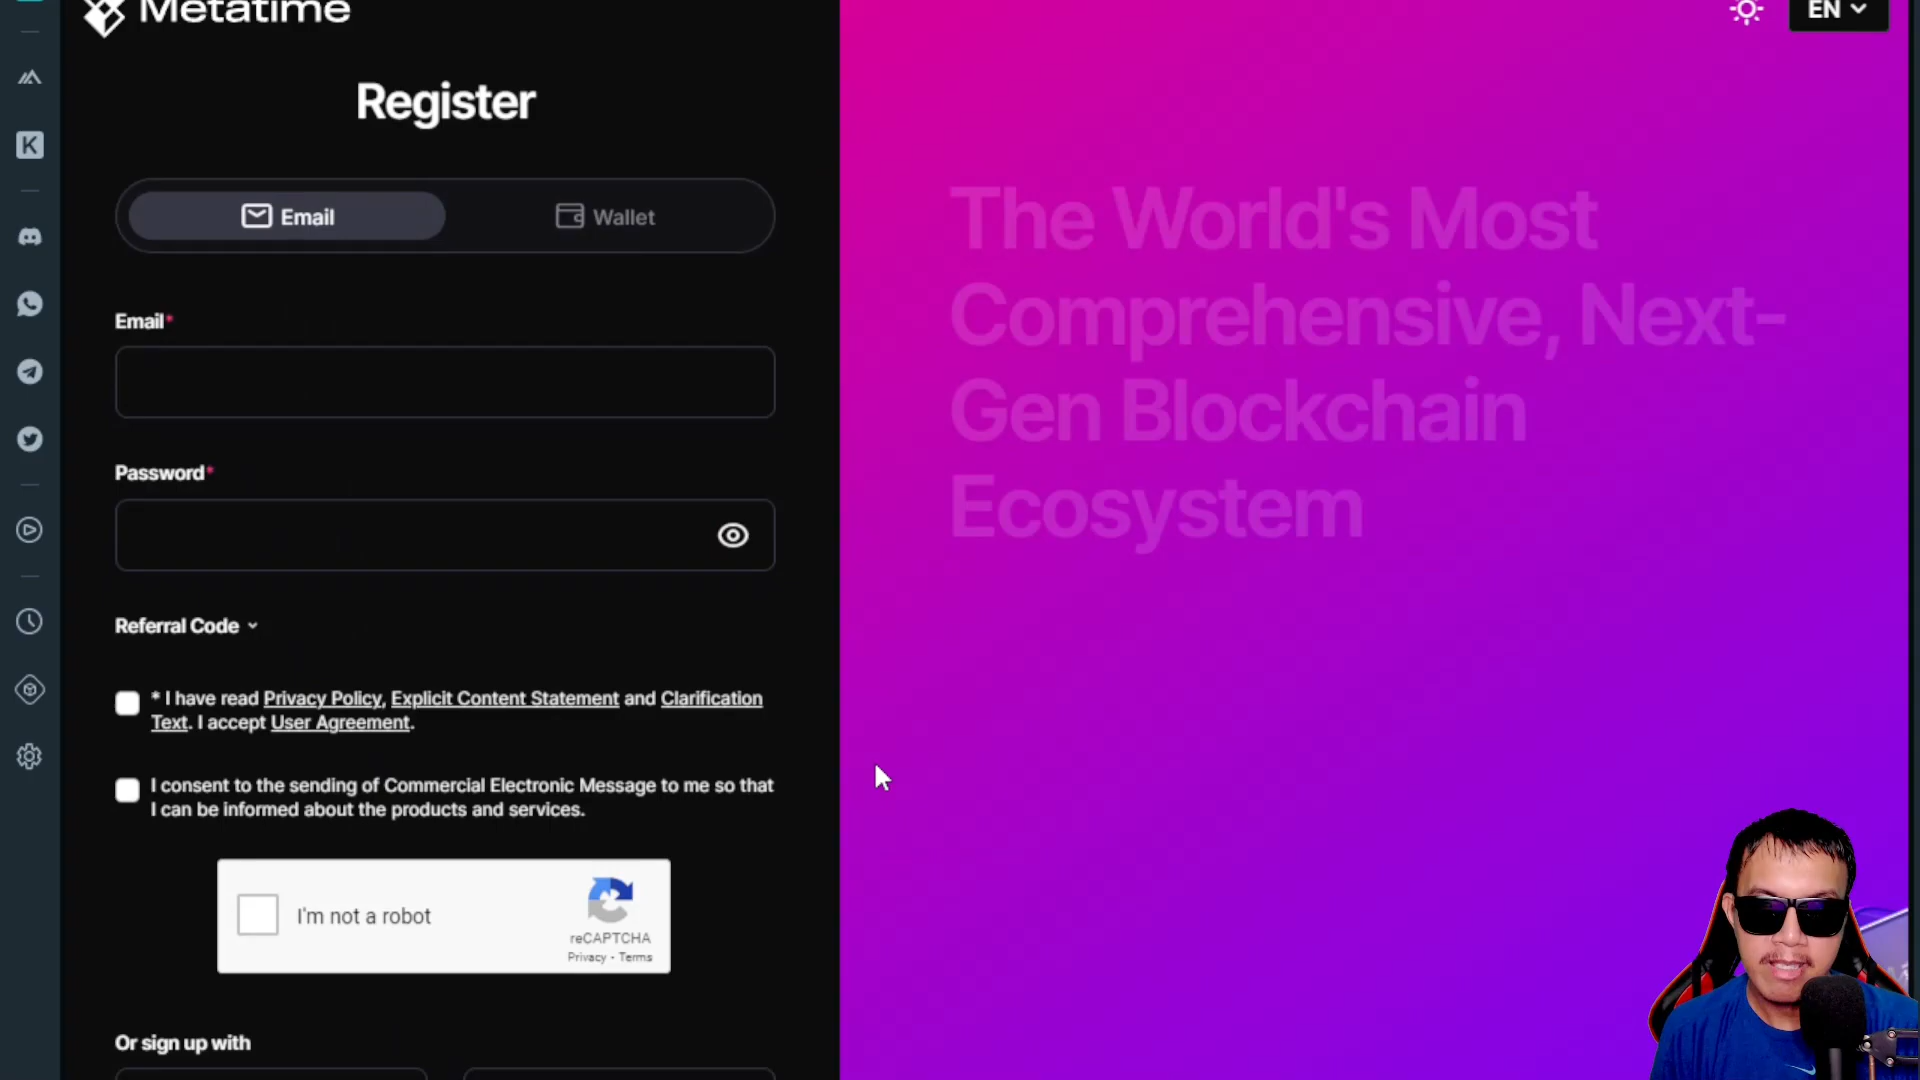 Metatime
EN
Register
Email
Wallet
Email*
Password*
Referral Code
* I have read Privacy Policy, Explicit Content Statement and Clarification
Text. I accept User Agreement.
I consent to the sending of Commercial Electronic Message to me so that
I can be informed about the products and services.
I'm not a robot
reCAPTCHA
Privacy - Terms
Or sign up with
The World's Most
Comprehensive, Next-
Gen Blockchain
Ecosystem
K